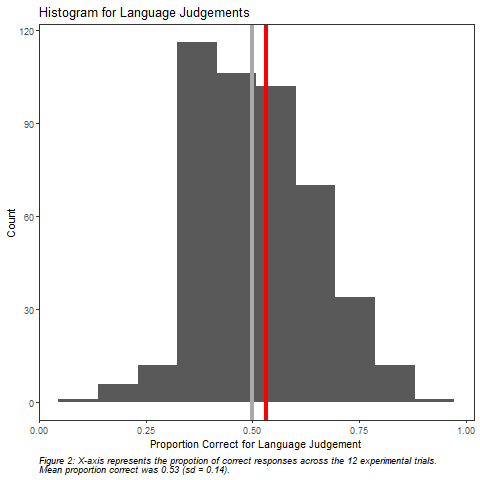 Histogram for Language Judgements
120
90
60
30
0
Count
0.00 0.25 0.50 0.75 1.00
Proportion Correct for Language Judgement
Figure 2: X-axis represents the propotion of correct responses across the 12 experimental trials.
Mean proportion correct was 0.53 (sd = 0.14).